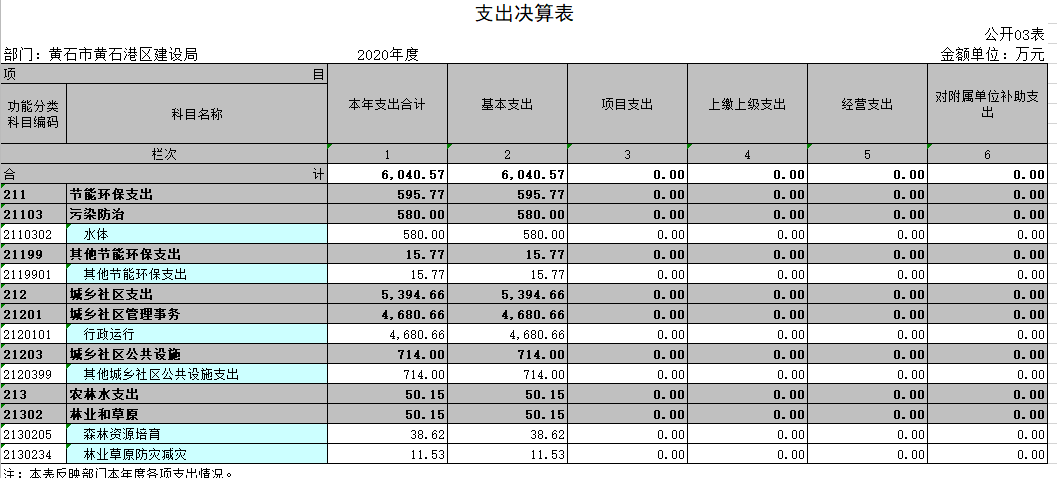 支出决算表
公开03表
部门：黄石市黄石港区建设局 2020年度 金额单位：万元
项 目 本年支出合计 基本支出 项目支出 上缴上级支出 经营支出 对附属单位补助支出
功能分类科目编码 科目名称
栏次 1 2 3 4 5 6
合 计 6,040.57 6,040.57 0.00 0.00 0.00 0.00
211 节能环保支出 595.77 595.77 0.00 0.00 0.00 0.00
21103 污染防治 580.00 580.00 0.00 0.00 0.00 0.00
2110302 水体 580.00 580.00 0.00 0.00 0.00 0.00
21199 其他节能环保支出 15.77 15.77 0.00 0.00 0.00 0.00
2119901 其他节能环保支出 15.77 15.77 0.00 0.00 0.00 0.00
212 城乡社区支出 5,394.66 5,394.66 0.00 0.00 0.00 0.00
21201 城乡社区管理事务 4,680.66 4,680.66 0.00 0.00 0.00 0.00
2120101 行政运行 4,680.66 4,680.66 0.00 0.00 0.00 0.00
21203 城乡社区公共设施 714.00 714.00 0.00 0.00 0.00 0.00
2120399 其他城乡社区公共设施支出 714.00 714.00 0.00 0.00 0.00 0.00
213 农林水支出 50.15 50.15 0.00 0.00 0.00 0.00
21302 林业和草原 50.15 50.15 0.00 0.00 0.00 0.00
2130205 森林资源培育 38.62 38.62 0.00 0.00 0.00 0.00
2130234 林业草原防灾减灾 11.53 11.53 0.00 0.00 0.00 0.00
注：本表反映部门本年度各项支出情况。